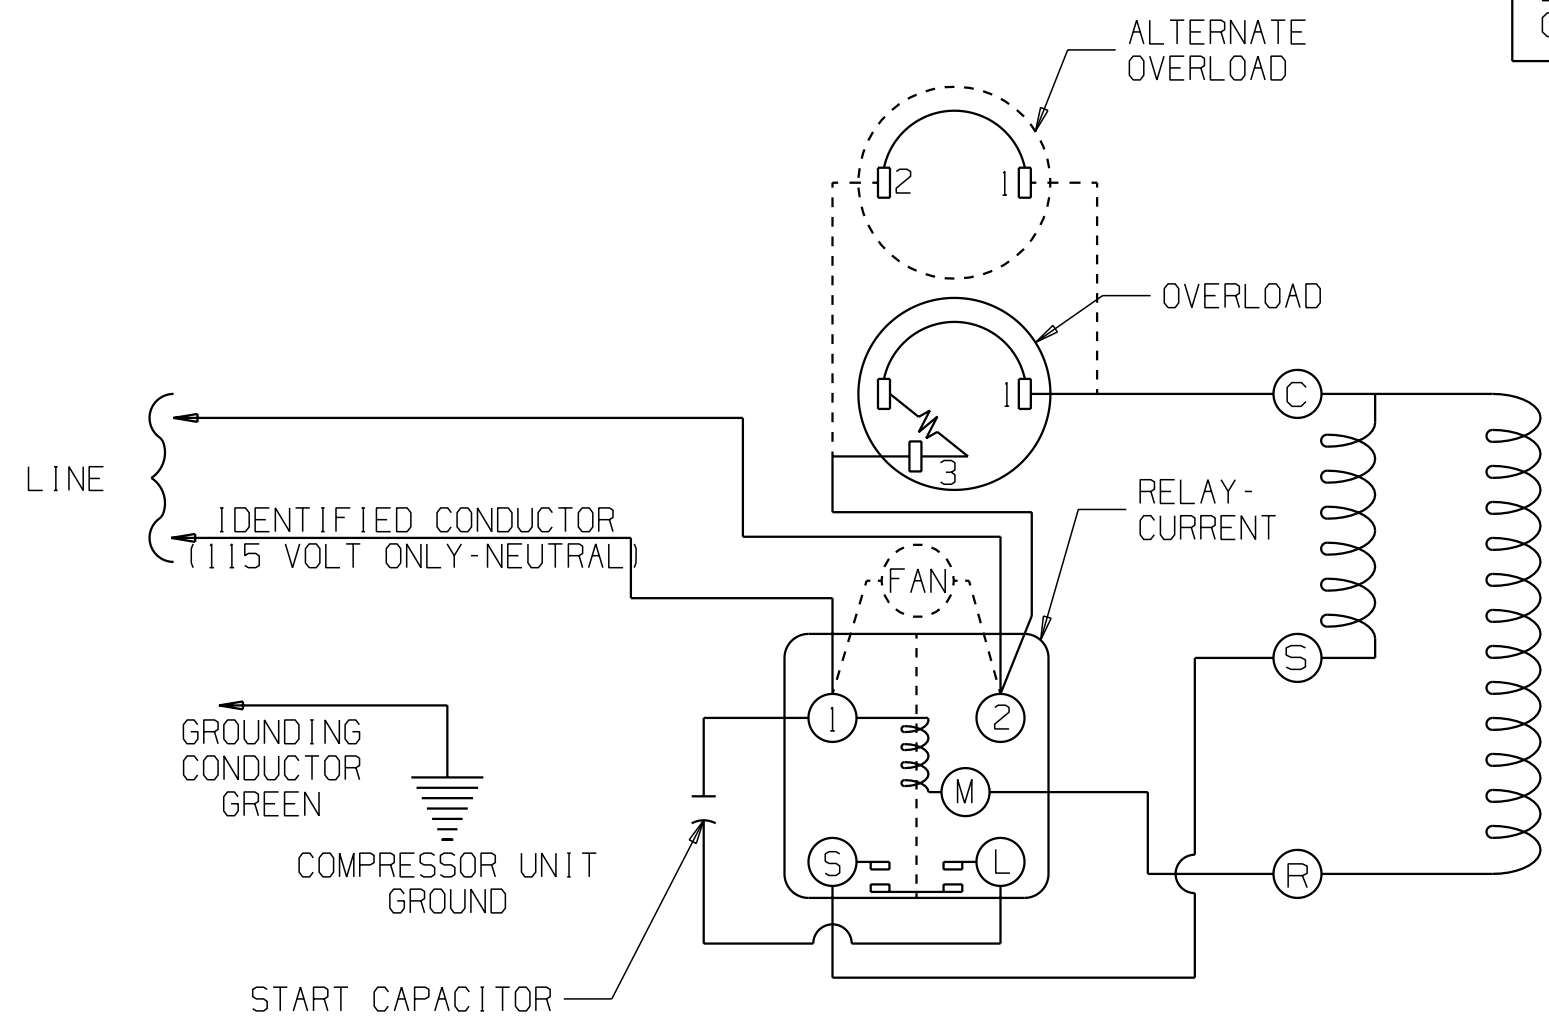 ALTERNATE
OVERLOAD
2
1
OVERLOAD
1
C
3
LINE
RELAY-
CURRENT
IDENTIFIED CONDUCTOR
(115 VOLT ONLY-NEUTRAL)
FAN
S
1
2
GROUNDING
CONDUCTOR
GREEN
M
COMPRESSOR UNIT
GROUND
S
L
R
START CAPACITOR